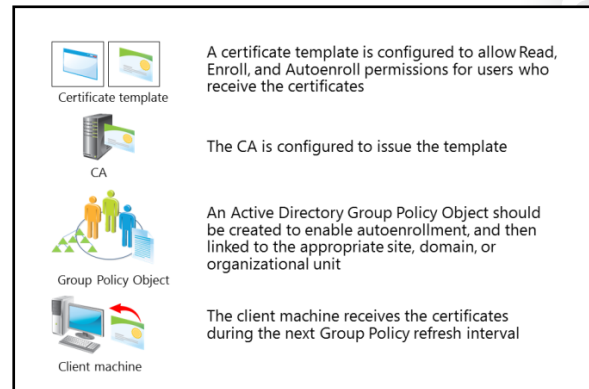 A certificate template is configured to allow Read,
Enroll, and Autoenroll permissions for users who
receive the certificates
Certificate template
The CA is configured to issue the template
CA
An Active Directory Group Policy Object should
be created to enable autoenrollment, and then
linked to the appropriate site, domain, or
organizational unit
Group Policy Object
The client machine receives the certificates
during the next Group Policy refresh interval
Client machine